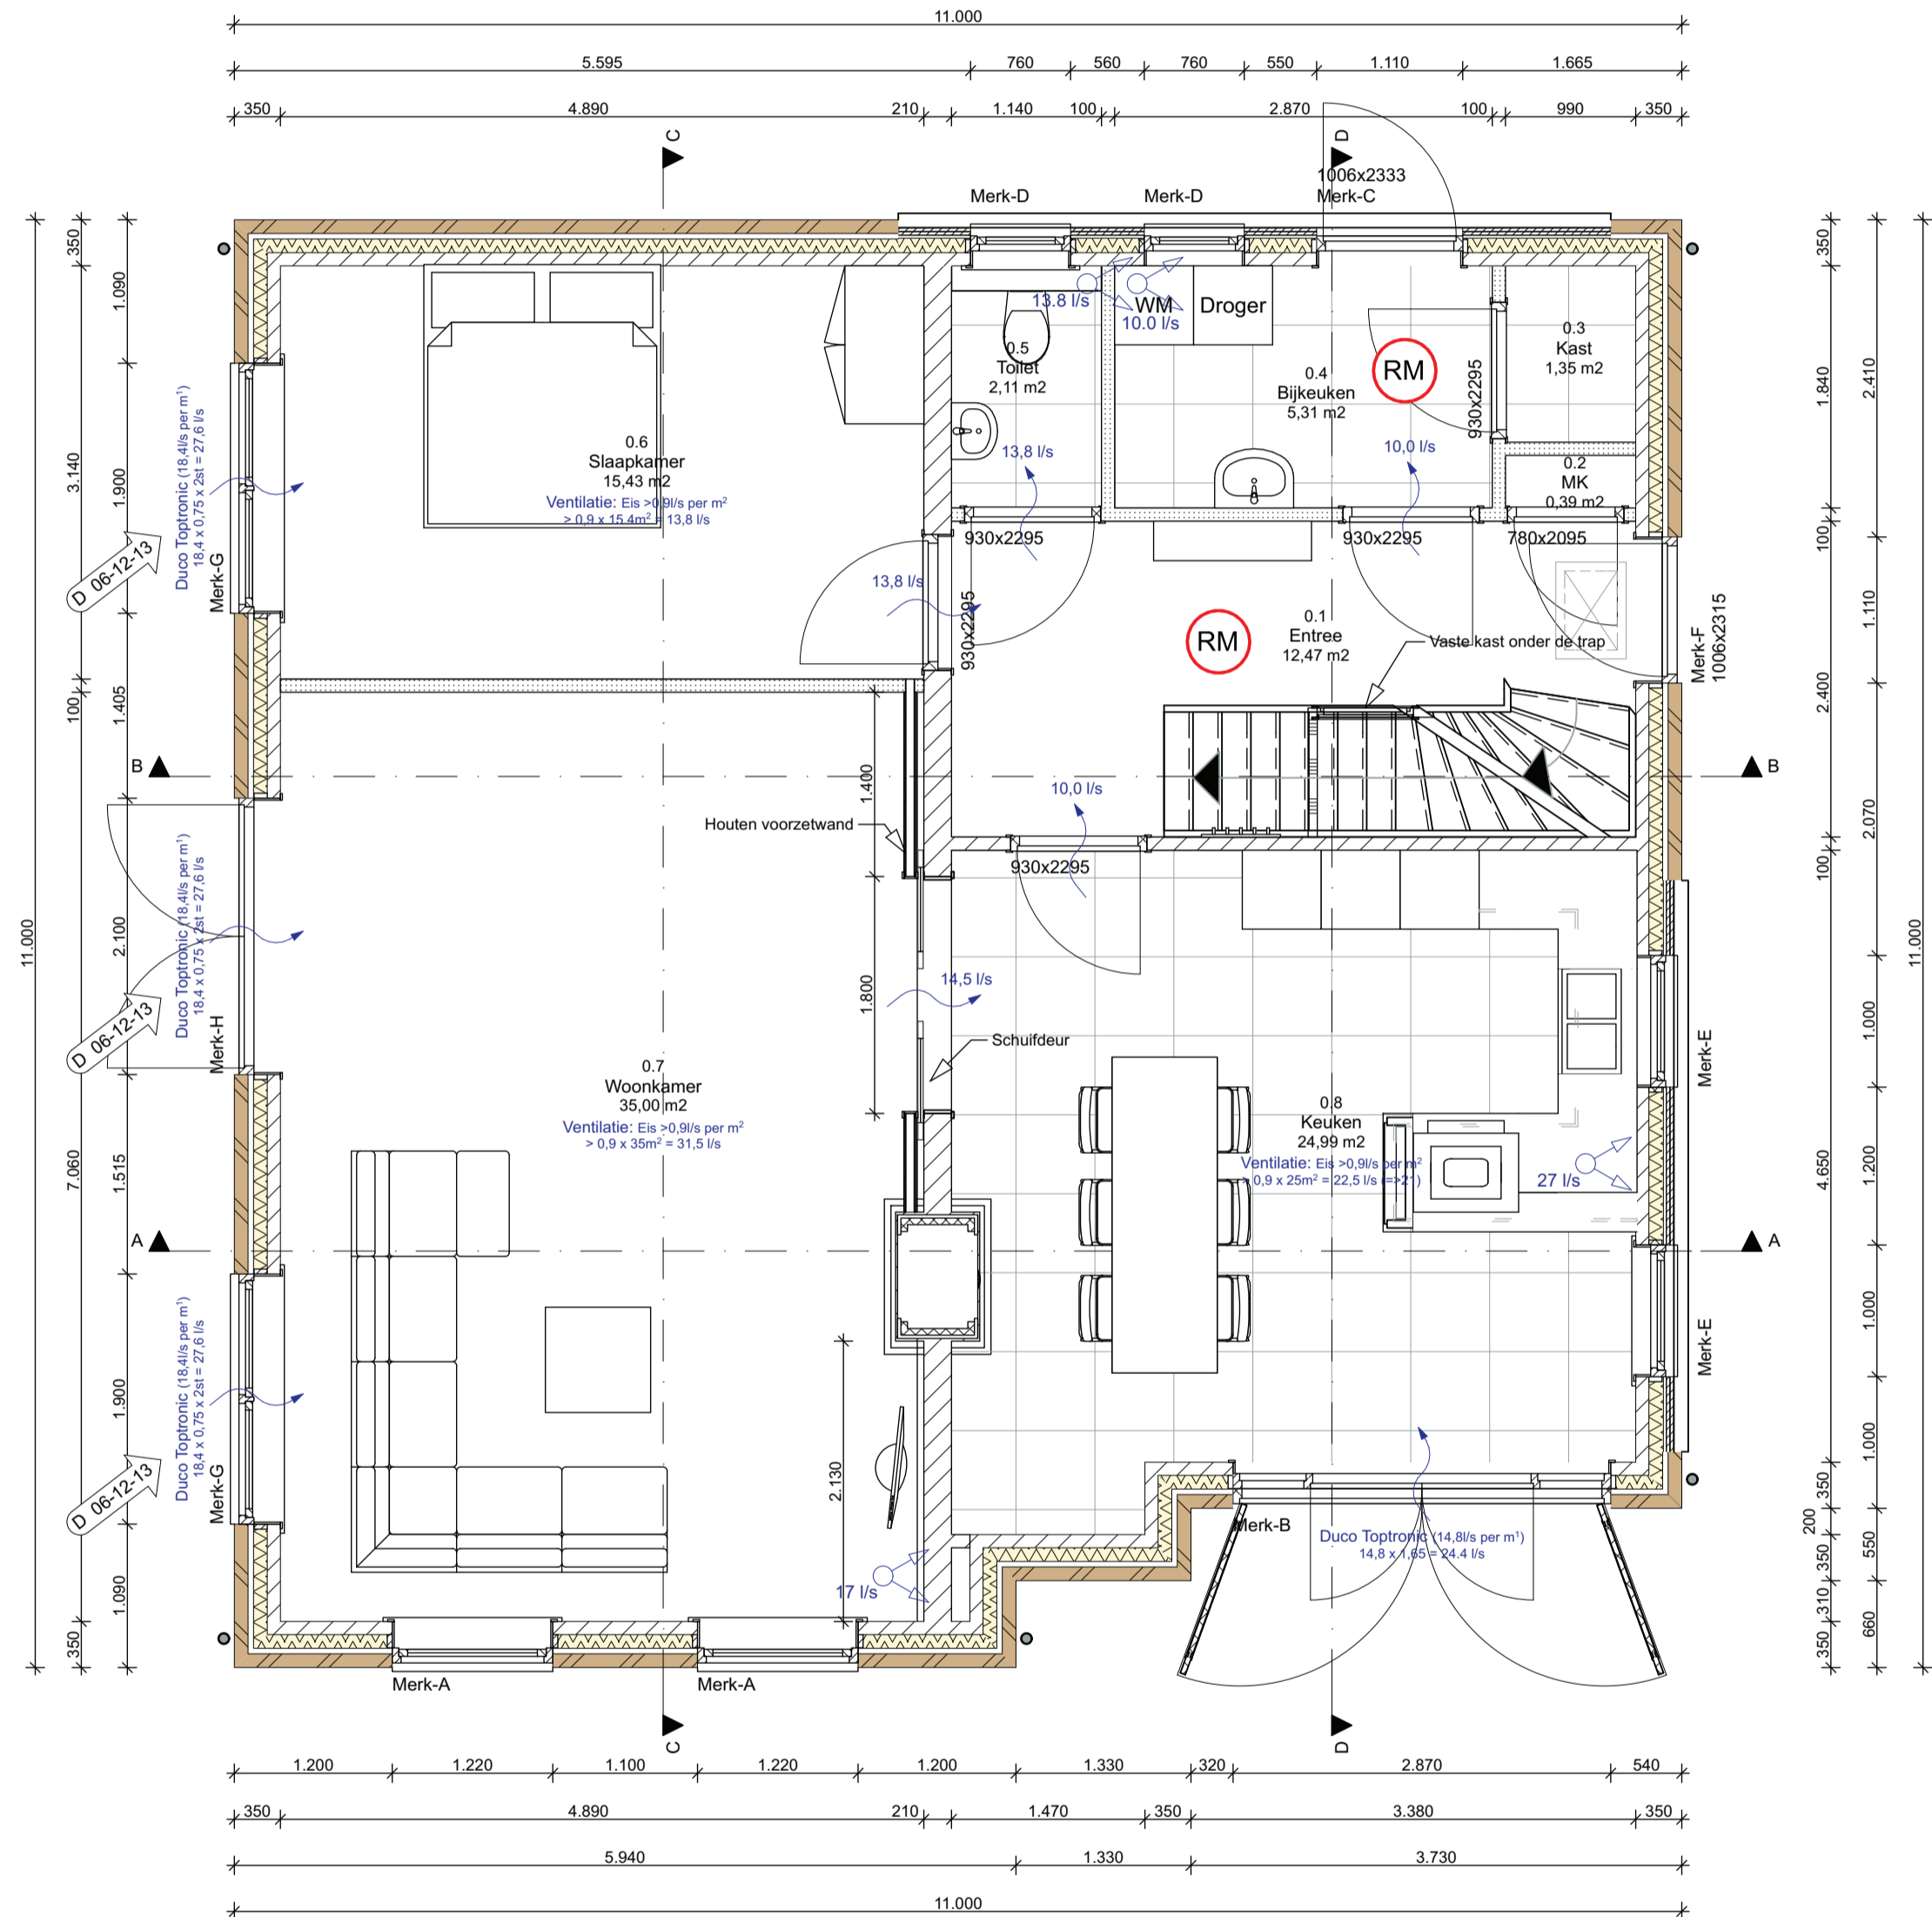 11.000
5.595 760 560 760 550 1.110 1.665
350 4.890 210 1.140 100 2.870 100 990 350
C D
1006x2333
Merk-D Merk-D Merk-C
13.8 l/s
10.0 l/s
WM Droger
0.5
Toilet
2,11 m2
13,8 l/s
0.4
Bijkeuken
5,31 m2
RM
10,0 l/s
930x2295
0.3
Kast
1,35 m2
0.2
MK
0,39 m2
0.6
Slaapkamer
15,43 m2
Ventilatie: Eis >0,9l/s per m²
> 0,9 x 15.4m² = 13,8 l/s
930x2295 930x2295 780x2095
13,8 l/s
930x2295
RM
0.1
Entree
12,47 m2
Vaste kast onder de trap
Merk-F
1006x2315
Duco Toptronic (18,4l/s per m¹)
18,4 x 0,75 x 2st = 27,6 l/s
D 06-12-13
Merk-G
B B
1.400
Houten voorzetwand
10,0 l/s
930x2295
Duco Toptronic (18,4l/s per m¹)
18,4 x 0,75 x 2st = 27,6 l/s
D 06-12-13
Merk-H
1.800
14,5 l/s
Schuifdeur
Merk-E
0.7
Woonkamer
35,00 m2
Ventilatie: Eis >0,9l/s per m²
> 0,9 x 35m² = 31,5 l/s
0.8
Keuken
24,99 m2
Ventilatie: Eis >0,9l/s per m²
> 0,9 x 25m² = 22,5 l/s (=>21)
27 l/s
A A
Merk-E
Duco Toptronic (18,4l/s per m¹)
18,4 x 0,75 x 2st = 27,6 l/s
D 06-12-13
Merk-G
2.130
17 l/s
Merk-B
Duco Toptronic (14,8l/s per m¹)
14,8 x 1,65 = 24.4 l/s
Merk-A Merk-A
C D
11.000
350 3.140 100 7.060 350
1.090 1.900 1.405 2.100 1.515 1.900 1.090
350 1.840 100 2.400 100 4.650 350 200 350 310 350
2.410 1.110 2.070 1.000 1.200 1.000 1.000 550 660
11.000
1.200 1.220 1.100 1.220 1.200 1.330 320 2.870 540
350 4.890 210 1.470 350 3.380 350
5.940 1.330 3.730
11.000